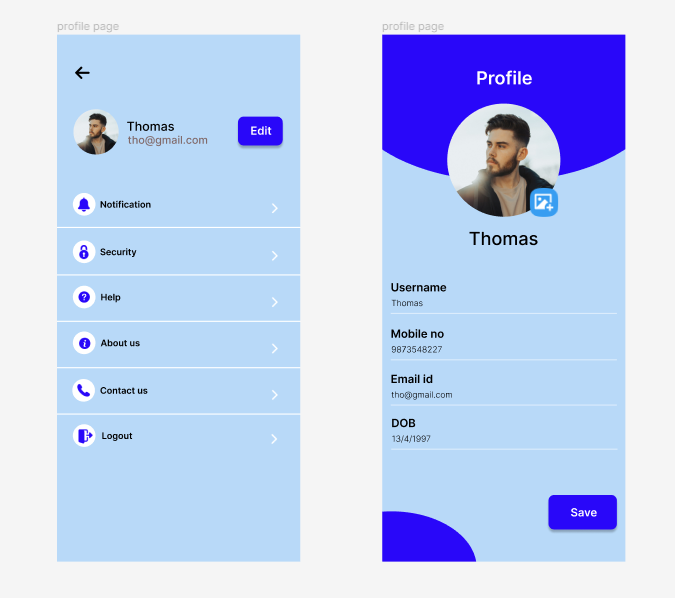 profile page
Thomas
tho@gmail.com
Edit
Notification
Security
Help
About us
Contact us
Logout
profile page
Profile
Thomas
Username
Thomas
Mobile no
9873548227
Email id
tho@gmail.com
DOB
13/4/1997
Save